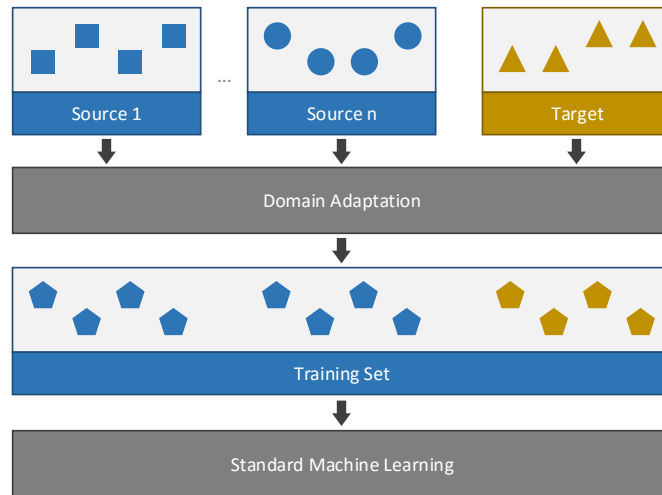 ...
Source 1
Source n
Target
Domain Adaptation
Training Set
Standard Machine Learning